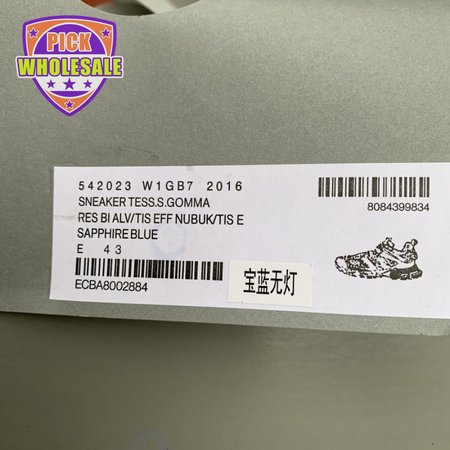 PICK
WHOLESALE
542023 W1GB7 2016
SNEAKER TESS.S.GOMMA
RES BI ALV/TIS EFF NUBUK/TIS E
SAPPHIRE BLUE
E 43
ECBA8002884
8084399834
宝蓝无灯